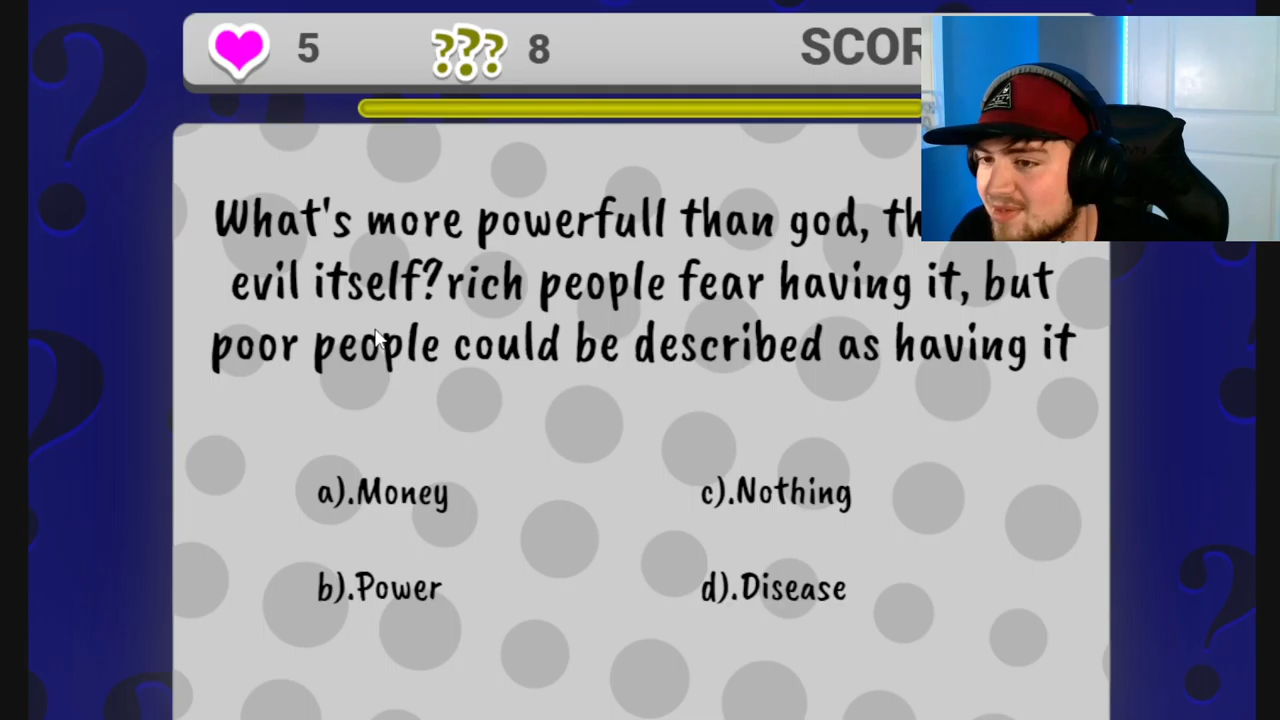 5
??? 8
SCOR
What's more powerfull than god, th
evil itself?rich people fear having it, but
poor people could be described as having it
a).Money
c).Nothing
b).Power
d).Disease